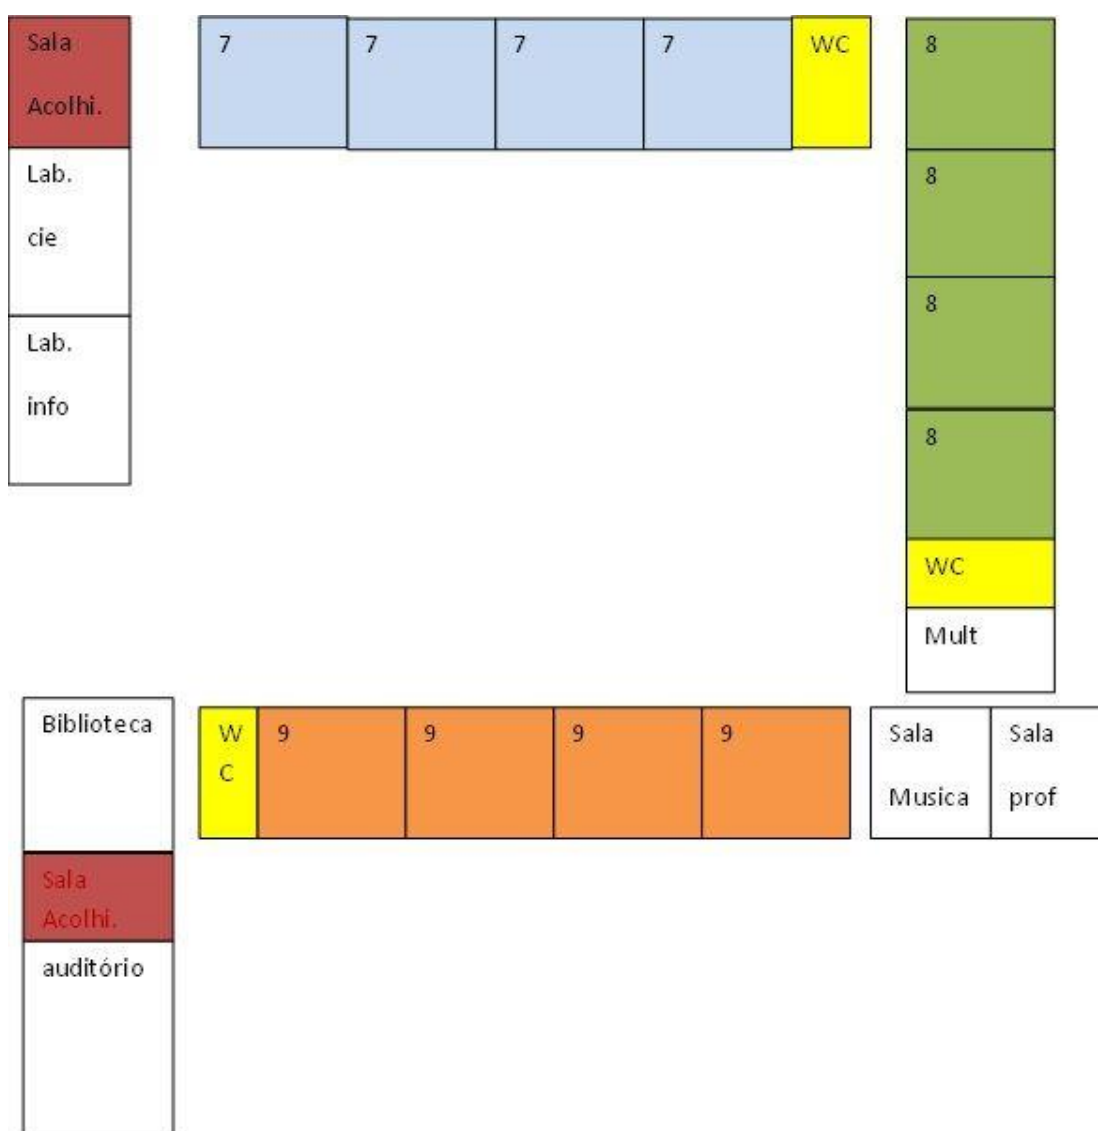 Sala
Acolhi.
Lab.
cie
Lab.
info
7
7
7
7
WC
8
8
8
8
WC
Mult
Biblioteca
Sala
Acolhi.
auditório
W
C
9
9
9
9
Sala
Musica
Sala
prof